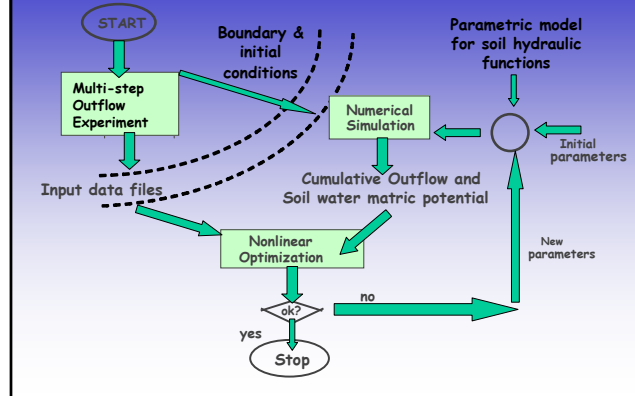 START
Boundary &
initial
conditions
Parametric model
for soil hydraulic
functions
Multi-step
Outflow
Experiment
Numerical
Simulation
Initial
parameters
Input data files
Cumulative Outflow and
Soil water matric potential
Nonlinear
Optimization
New
parameters
no
ok?
yes
Stop